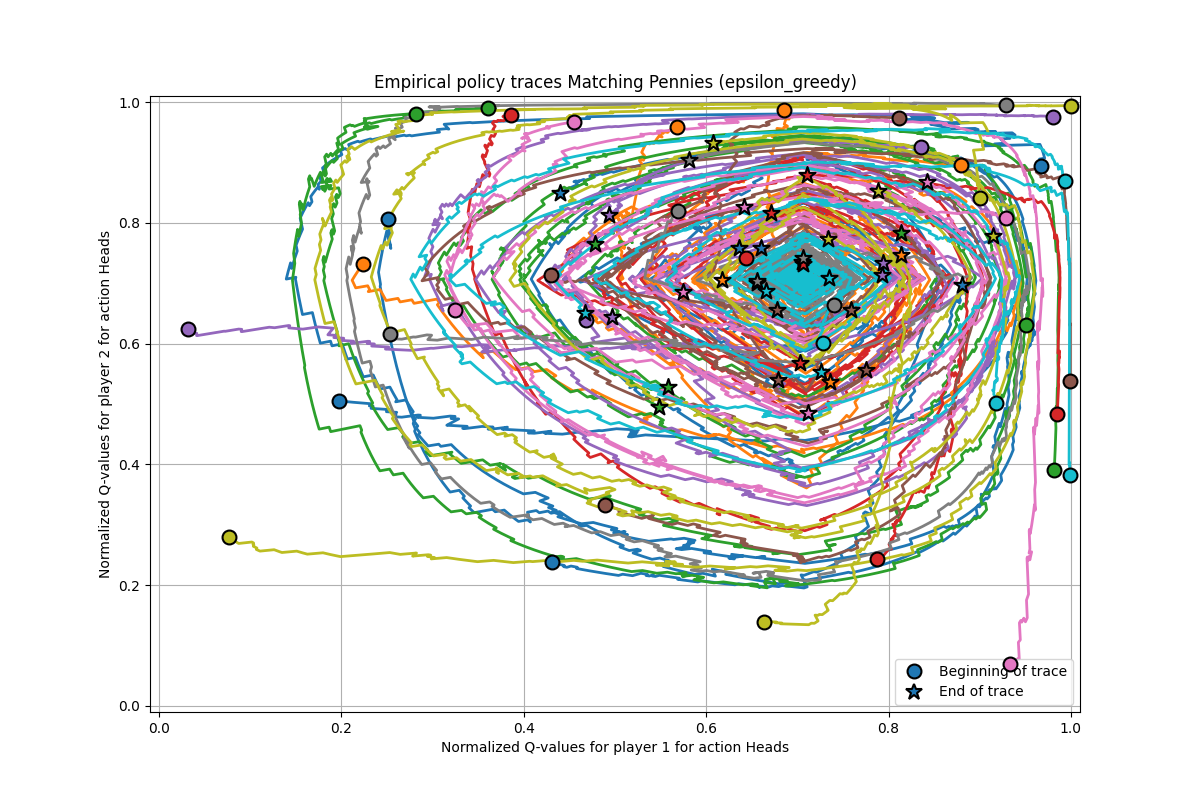 Empirical policy traces Matching Pennies (epsilon_greedy)
1.0
0.8
0.6
0.4
0.2
0.0
Normalized Q-values for player 2 for action Heads
Beginning of trace
End of trace
0.0 0.2 0.4 0.6 0.8 1.0
Normalized Q-values for player 1 for action Heads